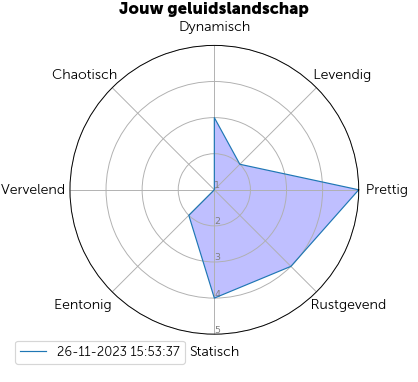 Jouw geluidslandschap
Dynamisch
Chaotisch
Levendig
Vervelend
1
Prettig
2
3
4
Eentonig
Rustgevend
5
26-11-2023 15:53:37
Statisch